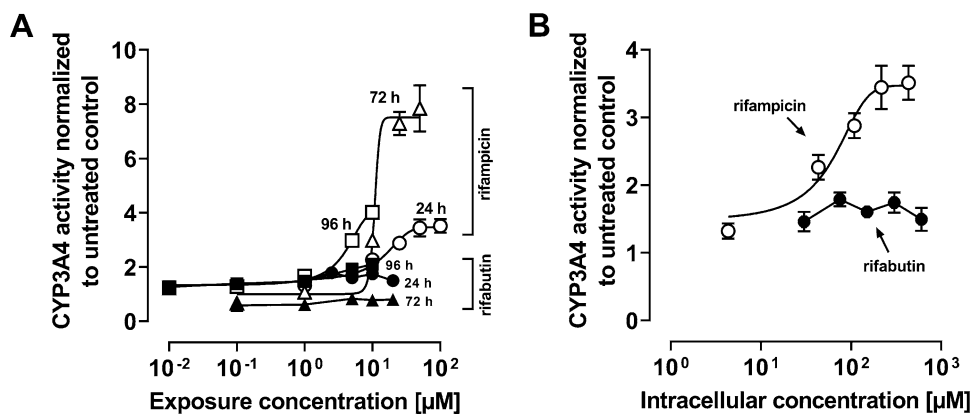 A
CYP3A4 activity normalized
to untreated control
10
8
6
4
2
0
72 h
96 h
24 h
96 h
24 h
72 h
rifampicin
rifabutin
10-2
10-1
100
101
102
Exposure concentration [µM]
B
CYP3A4 activity normalized
to untreated control
4
3
2
1
0
rifampicin
rifabutin
100
101
102
103
Intracellular concentration [µM]